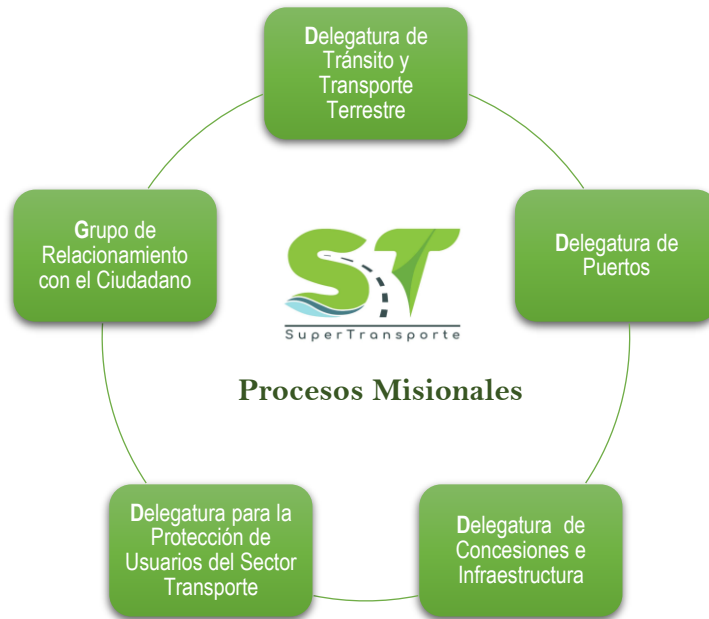 Delegatura de
Tránsito y
Transporte
Terrestre
Grupo de
Relacionamiento
con el Ciudadano
Delegatura de
Puertos
ST
SuperTransporte
Procesos Misionales
Delegatura para la
Protección de
Usuarios del Sector
Transporte
Delegatura de
Concesiones e
Infraestructura